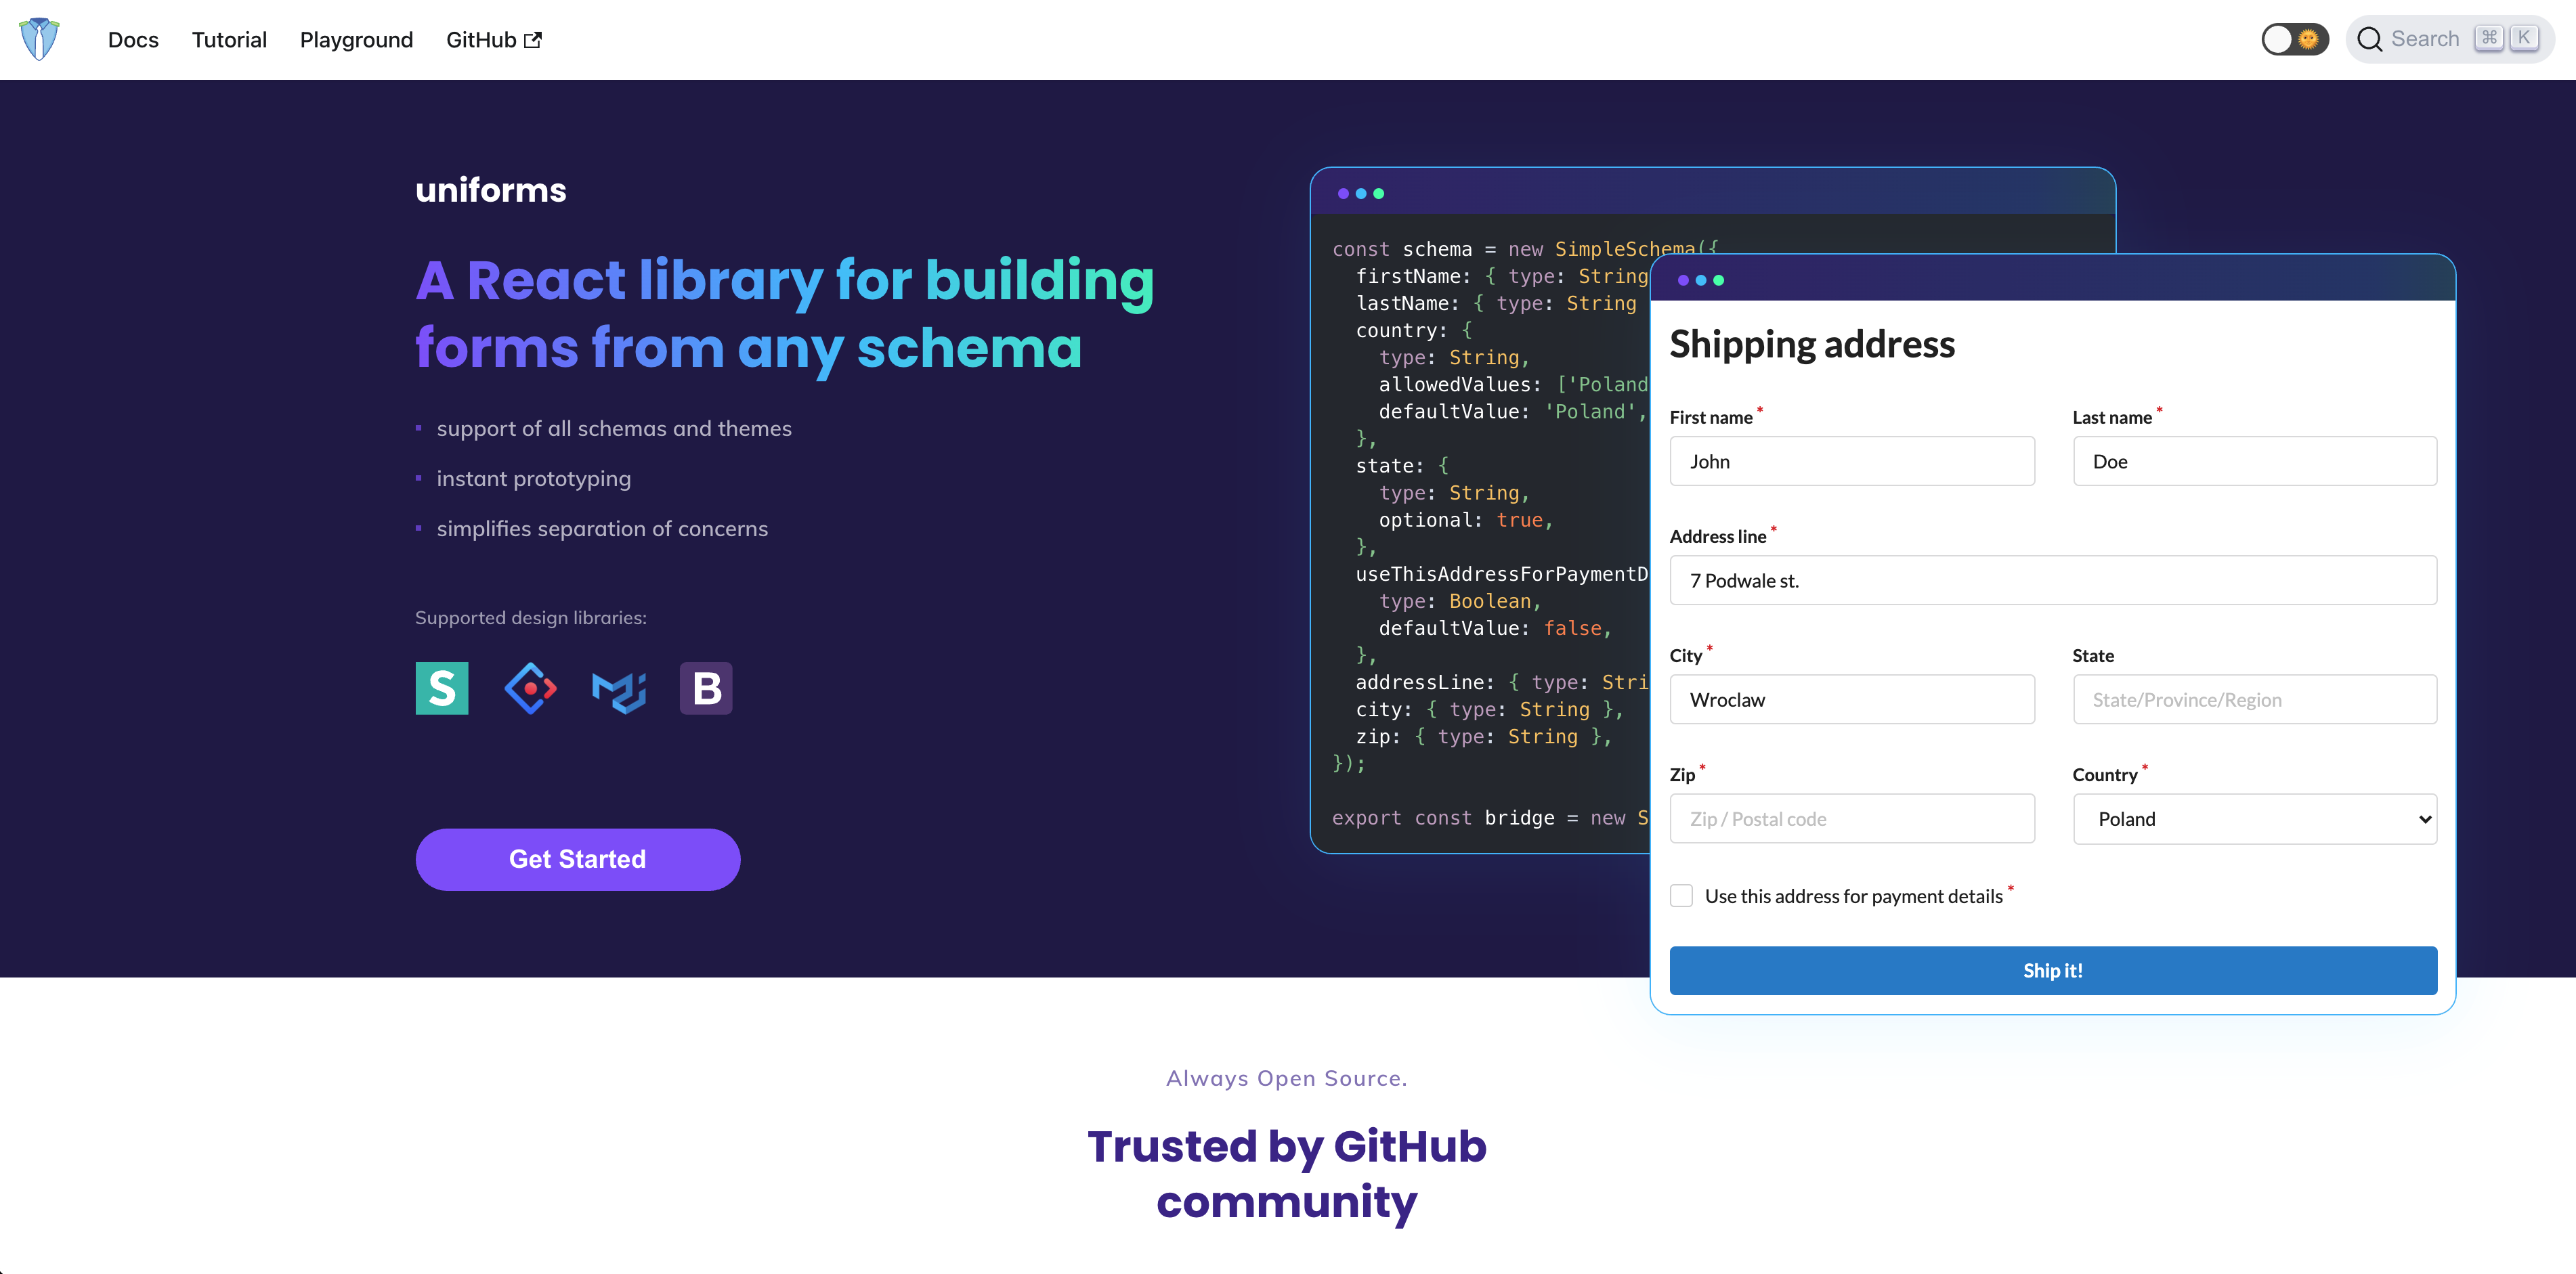 Docs Tutorial Playground GitHub
Search ⌘ K
uniforms
A React library for building
forms from any schema
support of all schemas and themes
instant prototyping
simplifies separation of concerns
Supported design libraries:
S B
Get Started
const schema = new SimpleSchema({
firstName: { type: String
lastName: { type: String
country: {
type: String,
allowedValues: ['Poland
defaultValue: 'Poland',
},
state: {
type: String,
optional: true,
},
useThisAddressForPaymentD
type: Boolean,
defaultValue: false,
},
addressLine: { type: Stri
city: { type: String },
zip: { type: String },
});
export const bridge = new S
Shipping address
First name * Last name *
John Doe
Address line *
7 Podwale st.
City * State
Wroclaw State/Province/Region
Zip * Country *
Zip / Postal code Poland
Use this address for payment details *
Ship it!
Always Open Source.
Trusted by GitHub
community